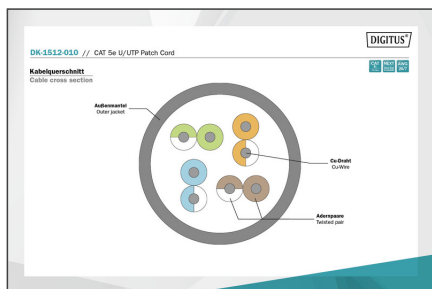 DIGITUS®
DK-1512-010 // CAT 5e U/UTP Patch Cord
Kabelquerschnitt
Cable cross section
Außenmantel
Outer jacket
Cu-Draht
Cu-Wire
Adernpaare
Twisted pair